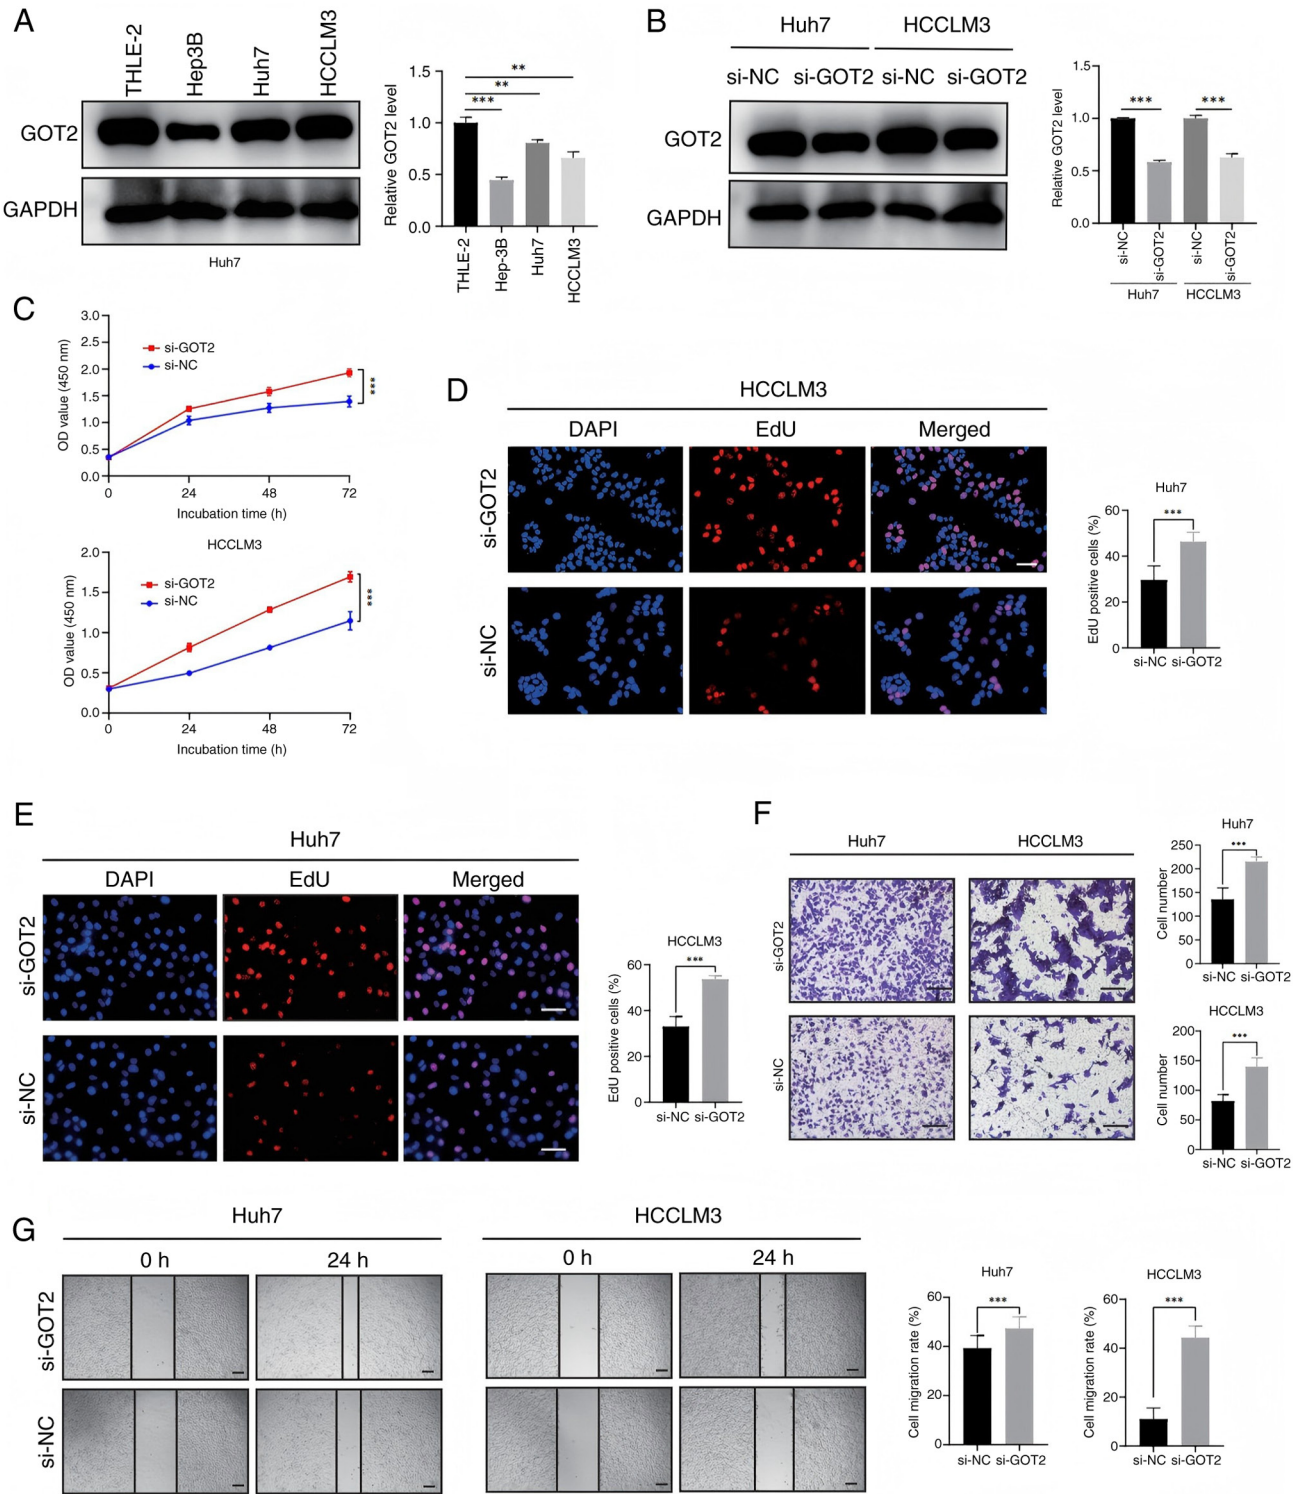 A
THLE-2
Hep3B
Huh7
HCCLM3
GOT2
GAPDH
Relative GOT2 level
1.5
1.0
0.5
0.0
**
**
***
THLE-2
Hep-3B
Huh7
HCCLM3
B
Huh7 HCCLM3
si-NC si-GOT2 si-NC si-GOT2
GOT2
GAPDH
Relative GOT2 level
1.5
1.0
0.5
0.0
*** ***
si-NC
si-GOT2
si-NC
si-GOT2
Huh7 HCCLM3
C
Huh7
OD value (450 nm)
3.0
2.5
2.0
1.5
1.0
0.5
0.0
si-GOT2
si-NC
***
0 24 48 72
Incubation time (h)
HCCLM3
OD value (450 nm)
2.0
1.5
1.0
0.5
0.0
si-GOT2
si-NC
***
0 24 48 72
Incubation time (h)
D
HCCLM3
DAPI EdU Merged
si-GOT2
si-NC
Huh7
EdU positive cells (%)
60
40
20
0
***
si-NC si-GOT2
E
Huh7
DAPI EdU Merged
si-GOT2
si-NC
HCCLM3
EdU positive cells (%)
60
40
20
0
***
si-NC si-GOT2
F
Huh7 HCCLM3
si-GOT2
si-NC
Huh7
Cell number
250
200
150
100
50
0
***
si-NC si-GOT2
HCCLM3
Cell number
200
150
100
50
0
***
si-NC si-GOT2
G
Huh7 HCCLM3
0 h 24 h 0 h 24 h
si-GOT2
si-NC
Huh7
Cell migration rate (%)
60
40
20
0
***
si-NC si-GOT2
HCCLM3
Cell migration rate (%)
60
40
20
0
***
si-NC si-GOT2